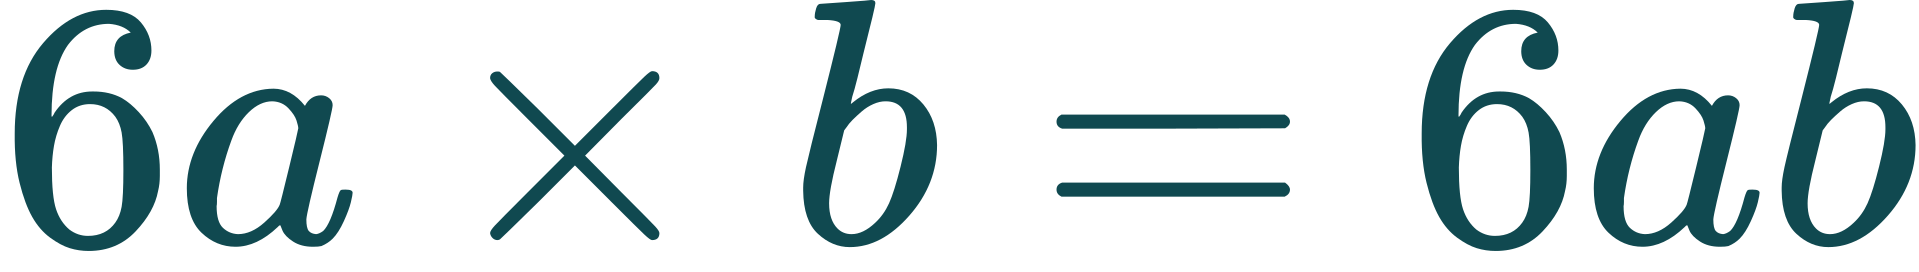 6a × b = 6ab